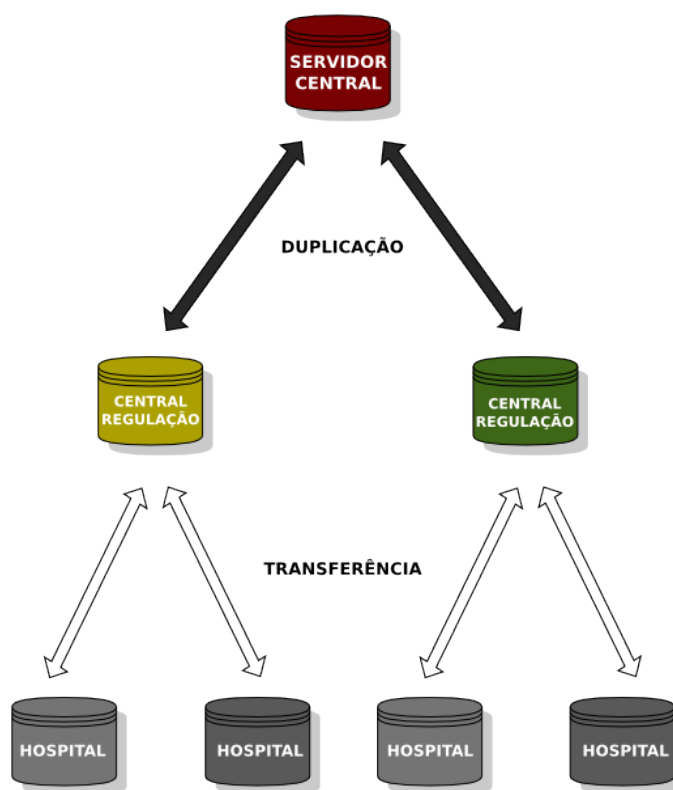 SERVIDOR
CENTRAL
DUPLICAÇÃO
CENTRAL
REGULAÇÃO
CENTRAL
REGULAÇÃO
TRANSFERÊNCIA
HOSPITAL
HOSPITAL
HOSPITAL
HOSPITAL